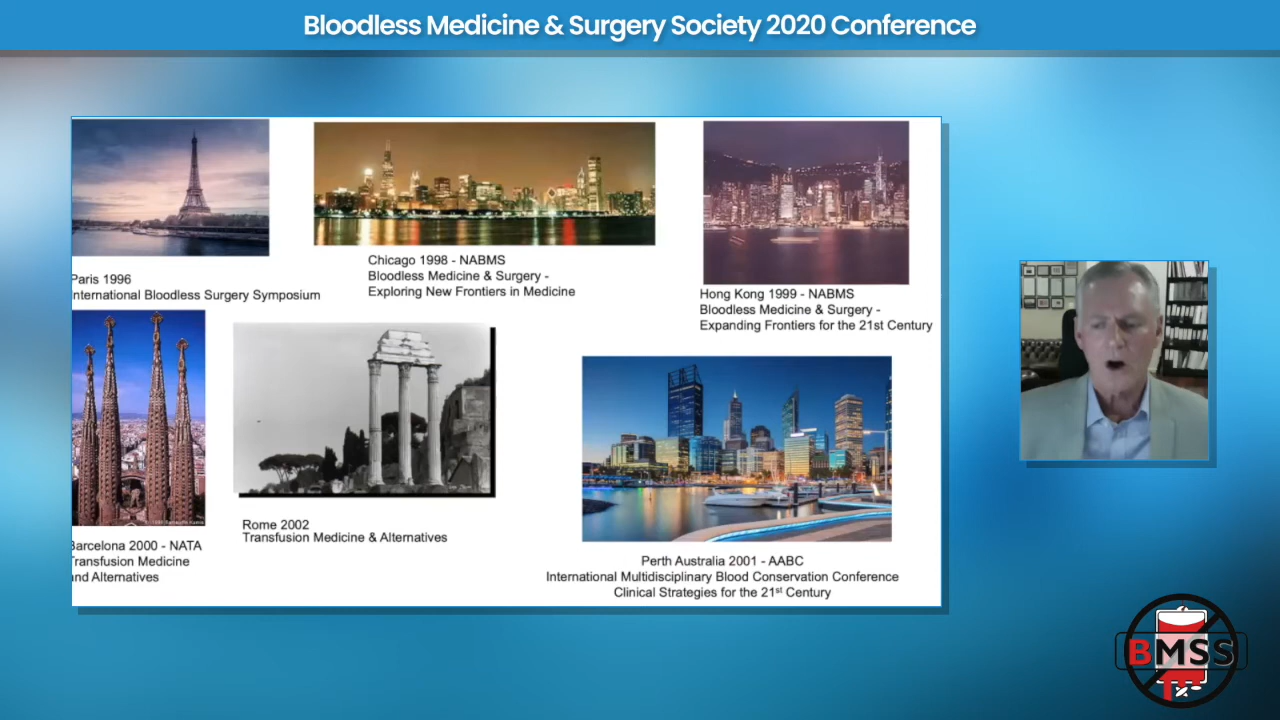 Bloodless Medicine & Surgery Society 2020 Conference
Paris 1996
International Bloodless Surgery Symposium
Chicago 1998 - NABMS
Bloodless Medicine & Surgery -
Exploring New Frontiers in Medicine
Hong Kong 1999 - NABMS
Bloodless Medicine & Surgery -
Expanding Frontiers for the 21st Century
Barcelona 2000 - NATA
Transfusion Medicine
and Alternatives
Rome 2002
Transfusion Medicine & Alternatives
Perth Australia 2001 - AABC
International Multidisciplinary Blood Conservation Conference
Clinical Strategies for the 21st Century
BMSS